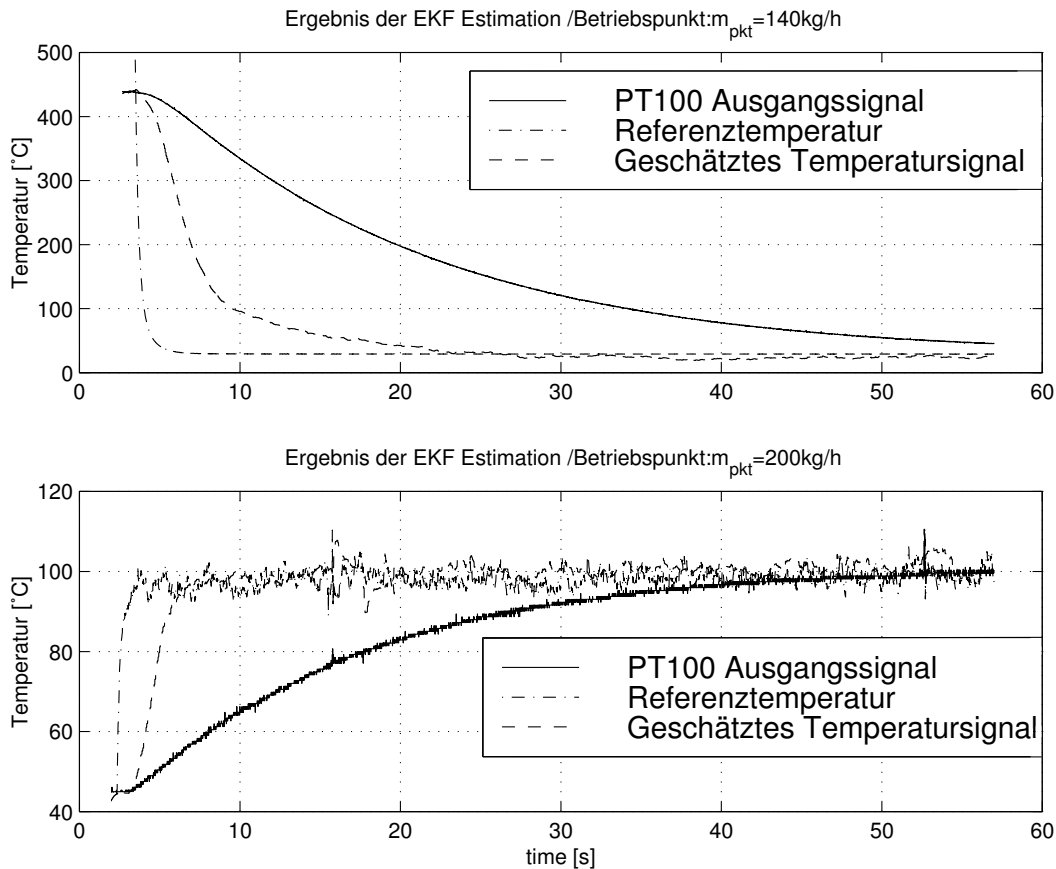 Ergebnis der EKF Estimation /Betriebspunkt:m_pkt=140kg/h
500
400
300
200
100
0
Temperatur [°C]
PT100 Ausgangssignal
Referenztemperatur
Geschätztes Temperatursignal
0 10 20 30 40 50 60
Ergebnis der EKF Estimation /Betriebspunkt:m_pkt=200kg/h
120
100
80
60
40
Temperatur [°C]
PT100 Ausgangssignal
Referenztemperatur
Geschätztes Temperatursignal
0 10 20 30 40 50 60
time [s]